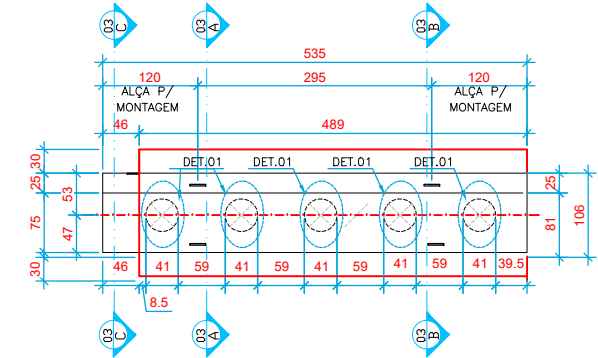 03 C
03 A
03 B
535
120 295 120
ALÇA P/
MONTAGEM
ALÇA P/
MONTAGEM
46 489
30
DET.01 DET.01 DET.01 DET.01
25 53 25
75 47 81 106
30
46 41 59 41 59 41 59 41 59 41 39.5
8.5
03 C
03 A
03 B